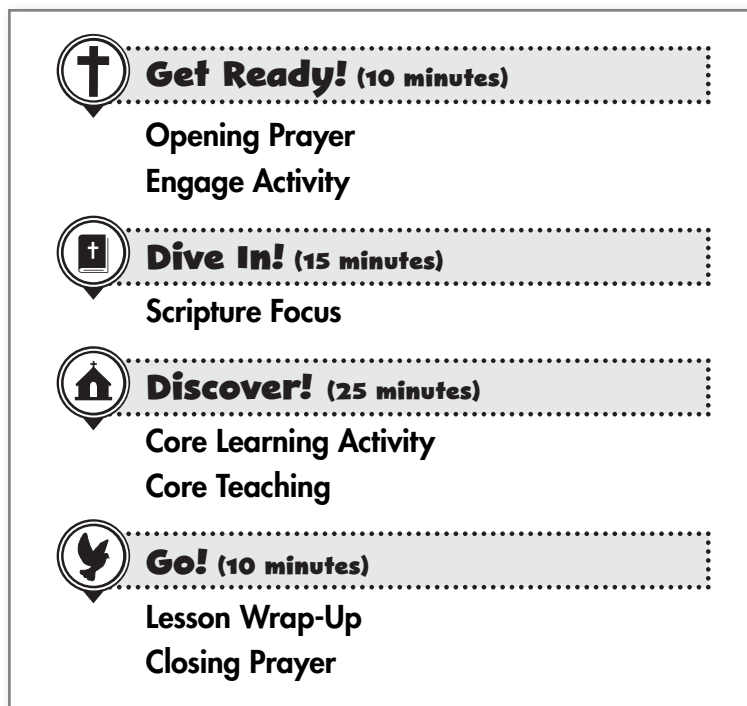 Get Ready! (10 minutes)
Opening Prayer
Engage Activity
Dive In! (15 minutes)
Scripture Focus
Discover! (25 minutes)
Core Learning Activity
Core Teaching
Go! (10 minutes)
Lesson Wrap-Up
Closing Prayer